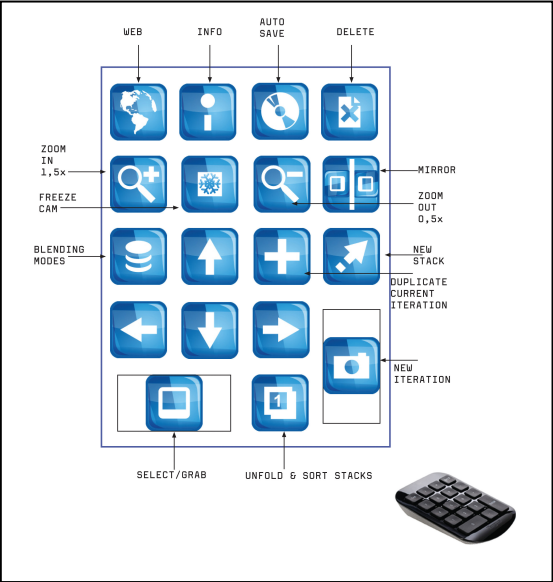 WEB
INFO
AUTO
SAVE
DELETE
ZOOM
IN
1,5x
FREEZE
CAM
MIRROR
ZOOM
OUT
0,5x
BLENDING
MODES
NEW
STACK
DUPLICATE
CURRENT
ITERATION
NEW
ITERATION
1
SELECT/GRAB
UNFOLD & SORT STACKS